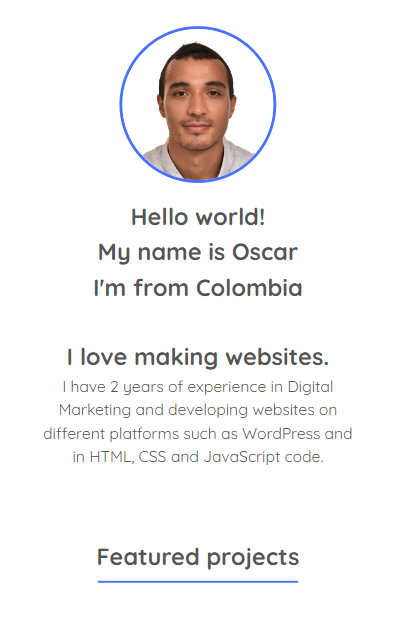 Hello world!
My name is Oscar
I'm from Colombia
I love making websites.
I have 2 years of experience in Digital
Marketing and developing websites on
different platforms such as WordPress and
in HTML, CSS and JavaScript code.
Featured projects